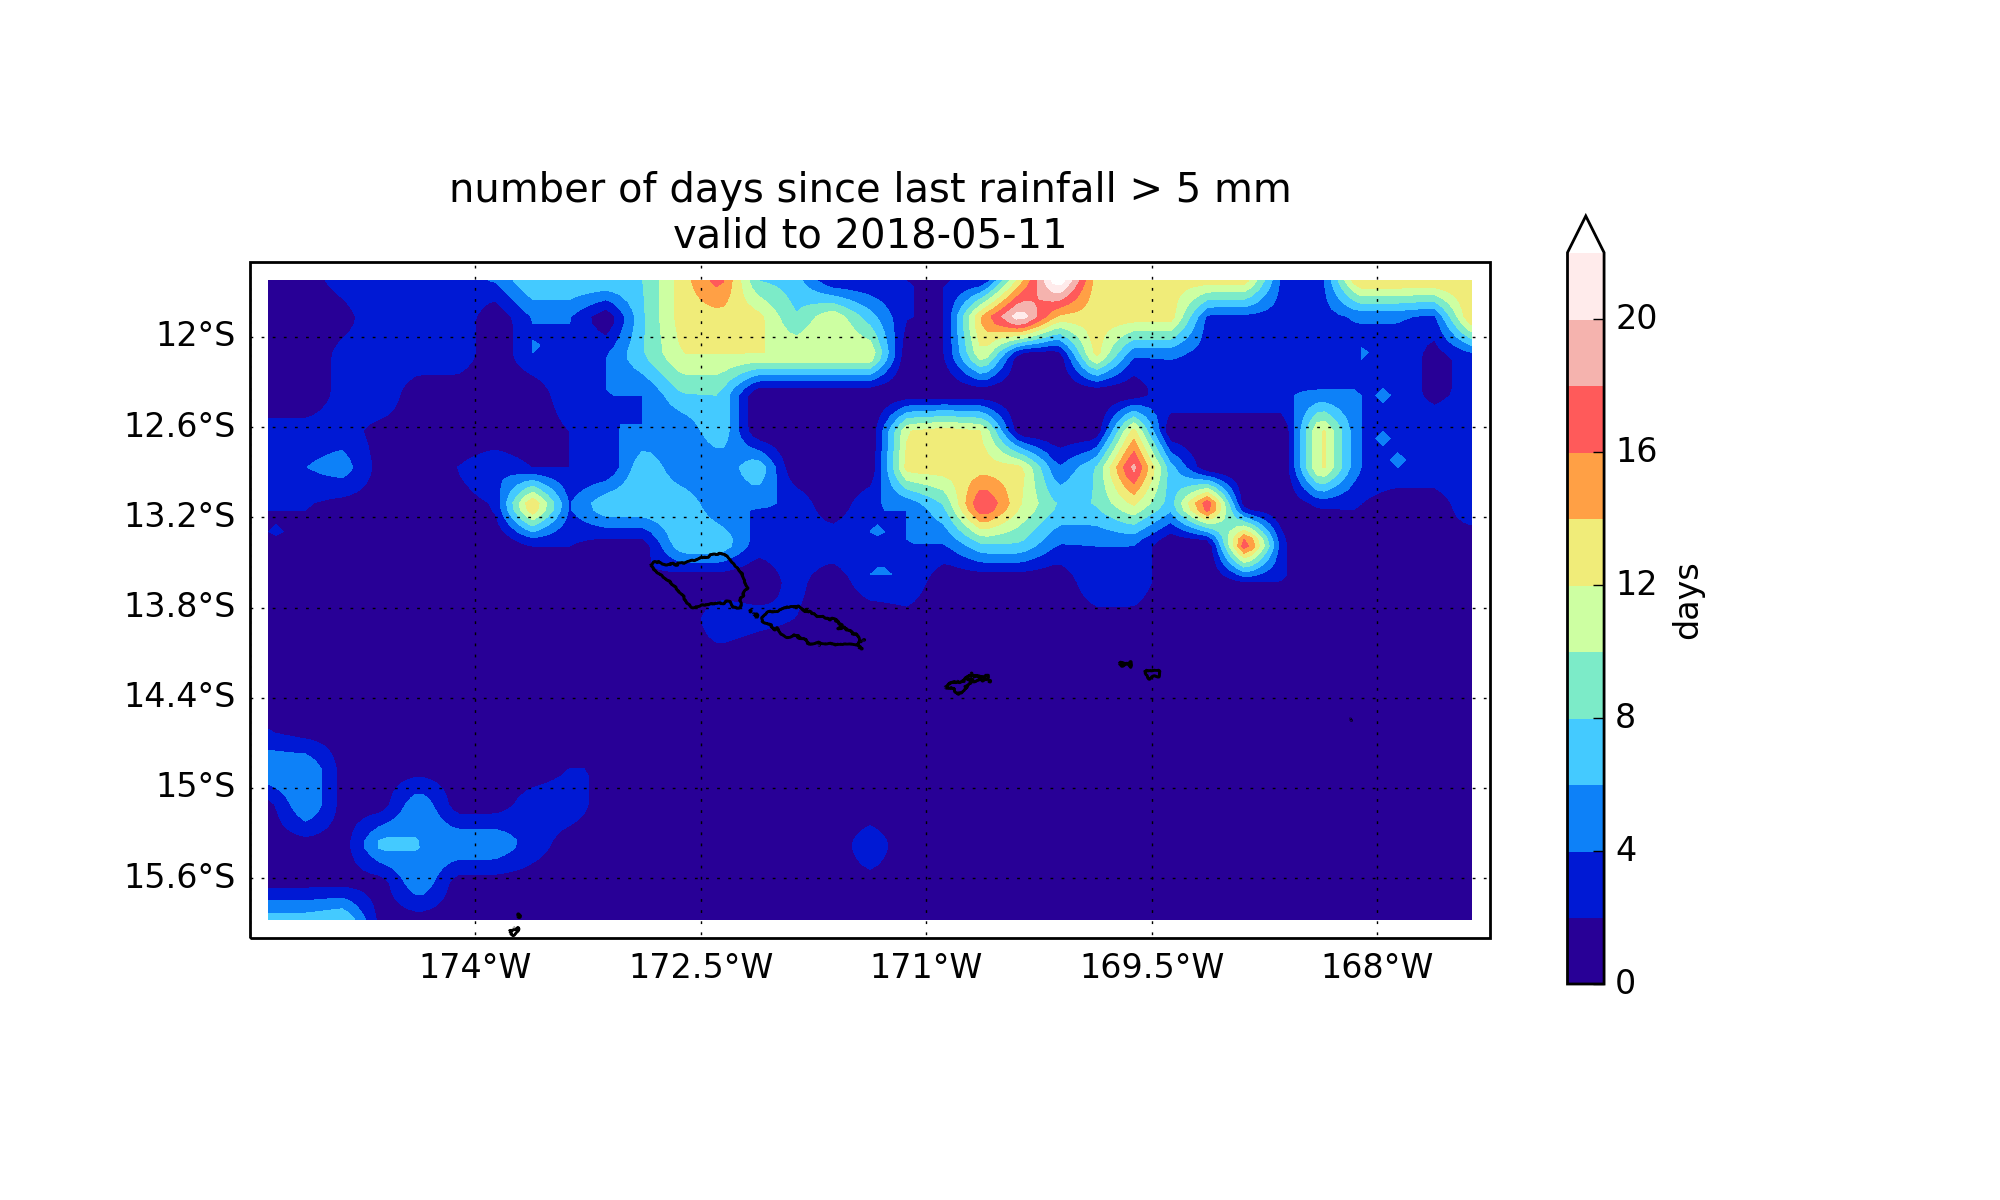 number of days since last rainfall > 5 mm
valid to 2018-05-11
12°S
12.6°S
13.2°S
13.8°S
14.4°S
15°S
15.6°S
174°W 172.5°W 171°W 169.5°W 168°W
20
16
12
8
4
0
days